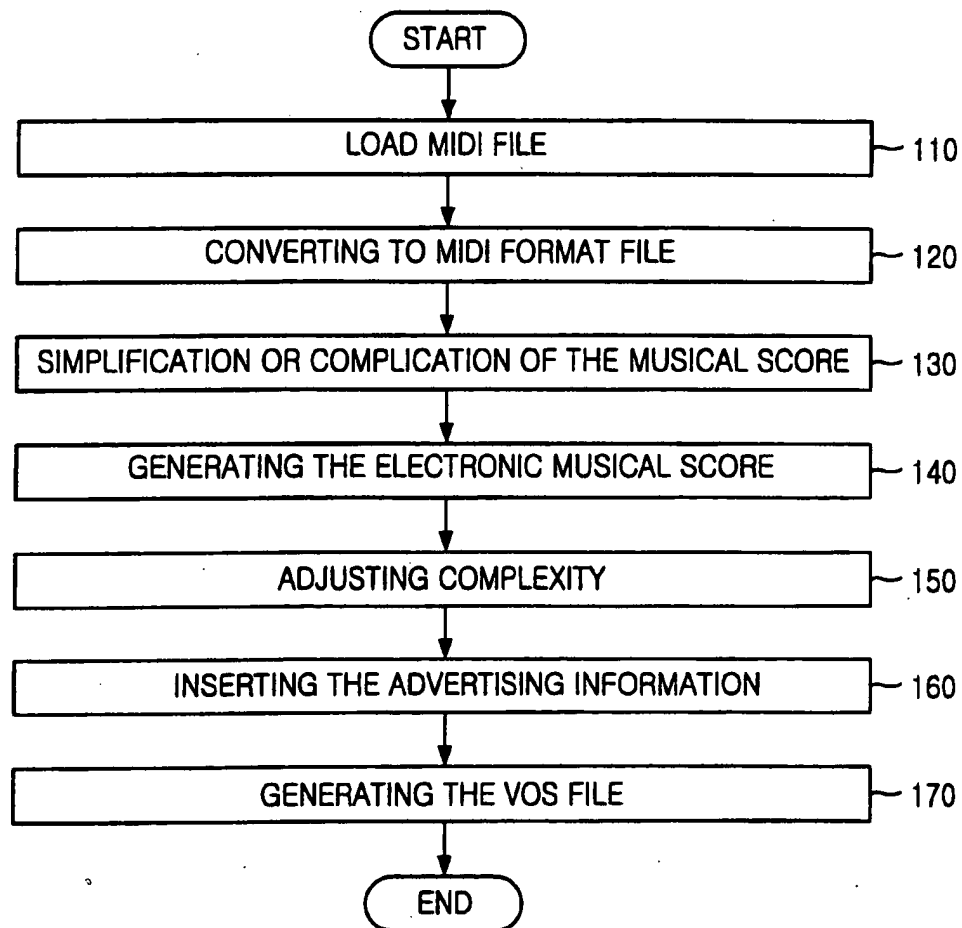 START
LOAD MIDI FILE 110
CONVERTING TO MIDI FORMAT FILE 120
SIMPLIFICATION OR COMPLICATION OF THE MUSICAL SCORE 130
GENERATING THE ELECTRONIC MUSICAL SCORE 140
ADJUSTING COMPLEXITY 150
INSERTING THE ADVERTISING INFORMATION 160
GENERATING THE VOS FILE 170
END